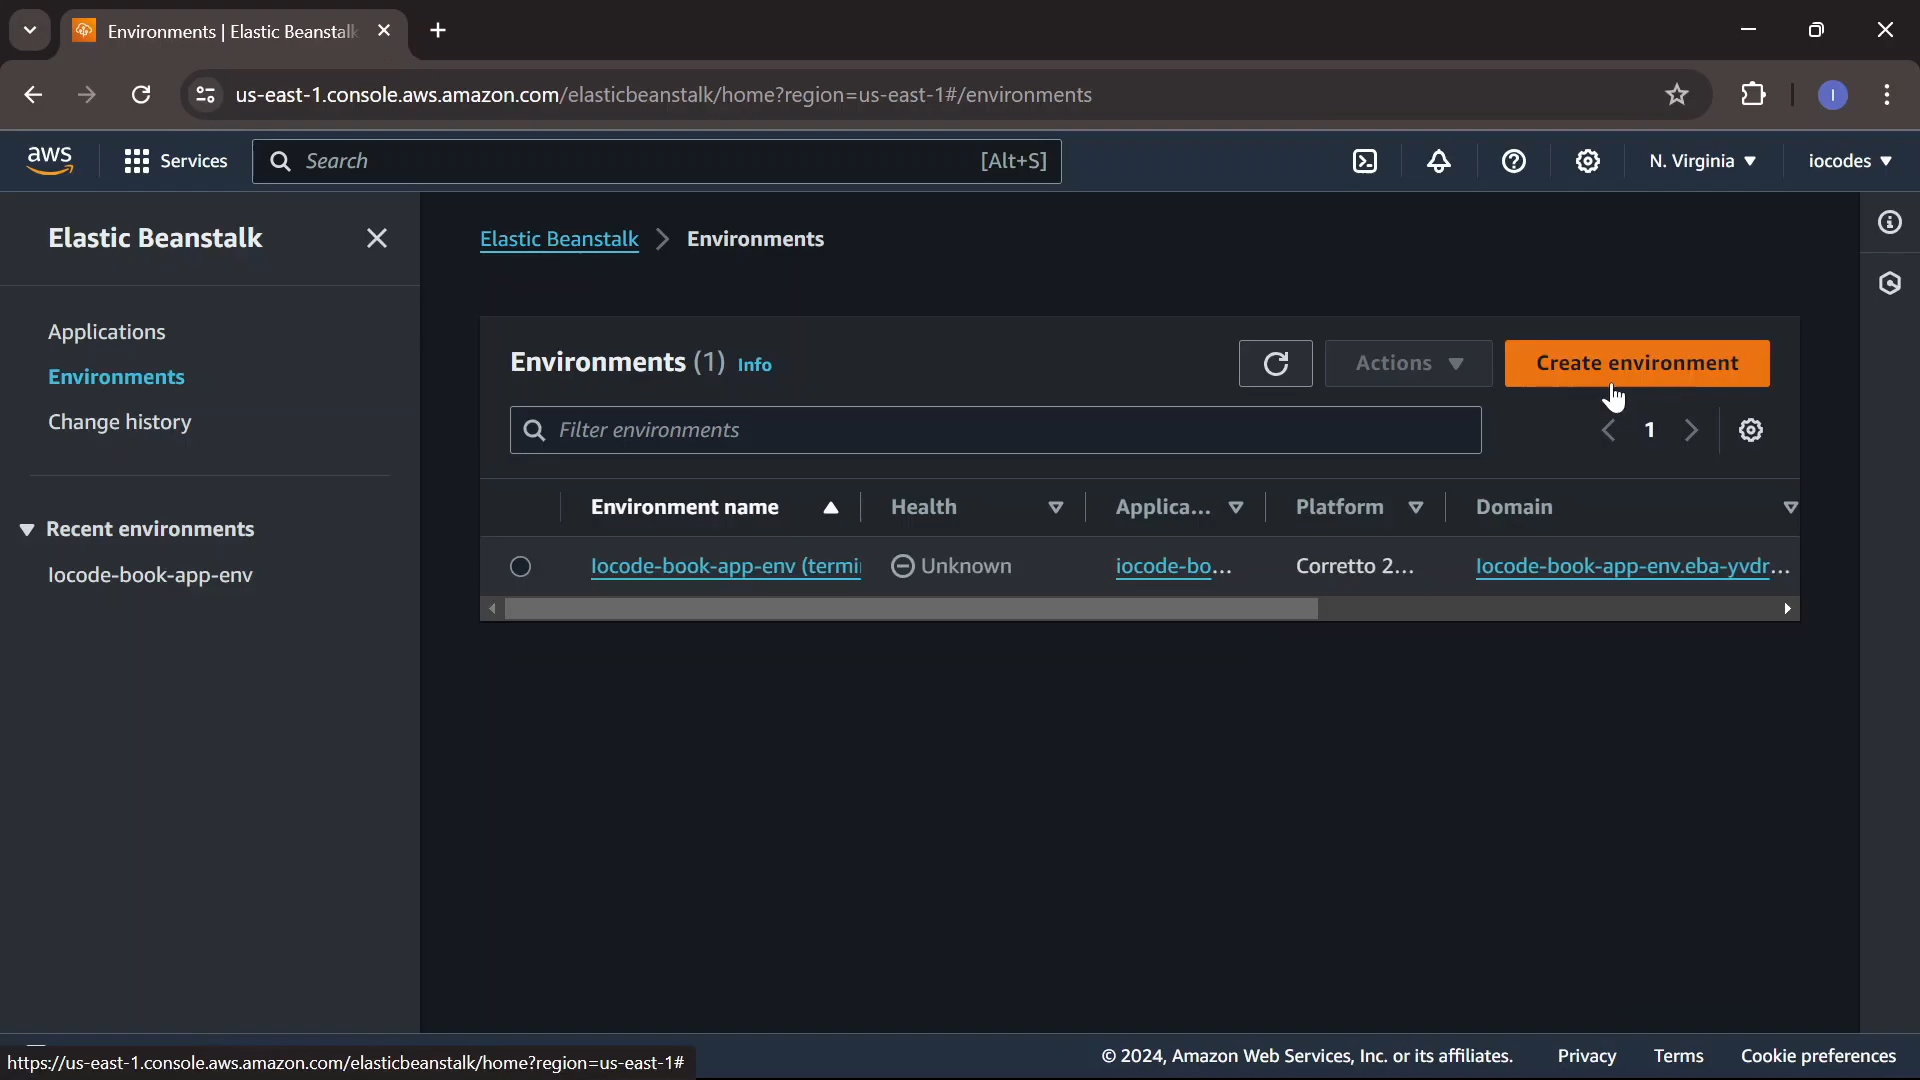 Environments | Elastic Beanstalk
us-east-1.console.aws.amazon.com/elasticbeanstalk/home?region=us-east-1#/environments
I
aws
Services
Search
[Alt+S]
N. Virginia
iocodes
Elastic Beanstalk
Applications
Environments
Change history
Recent environments
Iocode-book-app-env
Elastic Beanstalk
Environments
Environments (1) Info
Actions
Create environment
Filter environments
1
Environment name
Health
Applica...
Platform
Domain
Iocode-book-app-env (termi
Unknown
iocode-bo...
Corretto 2...
Iocode-book-app-env.eba-yvdr...
https://us-east-1.console.aws.amazon.com/elasticbeanstalk/home?region=us-east-1#
© 2024, Amazon Web Services, Inc. or its affiliates.
Privacy
Terms
Cookie preferences